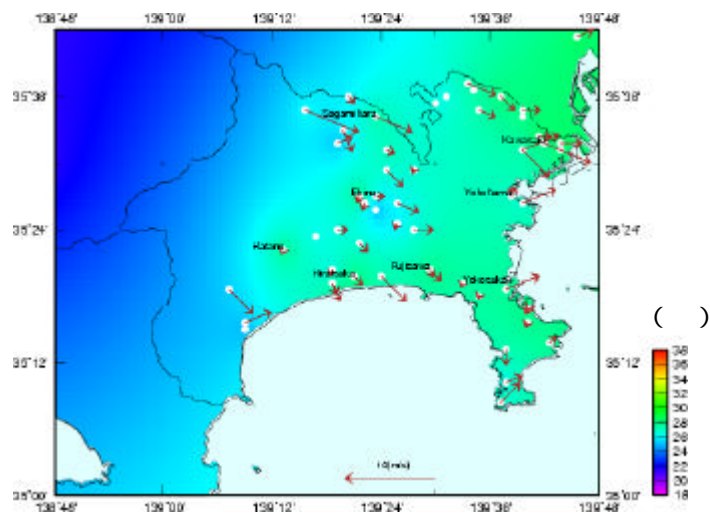 138˚48' 139˚00' 139˚12' 139˚24' 139˚36' 139˚48'
35˚36' 35˚36'
Sagamihara
Kawasaki
Ebina
Yokohama
35˚24' 35˚24'
Hatano
Hiratsuka
Fujisawa
Yokosuka
( )
35˚12' 35˚12'
38
36
34
32
30
28
26
24
22
20
18
10(m/s)
35˚00' 35˚00'
138˚48' 139˚00' 139˚12' 139˚24' 139˚36' 139˚48'